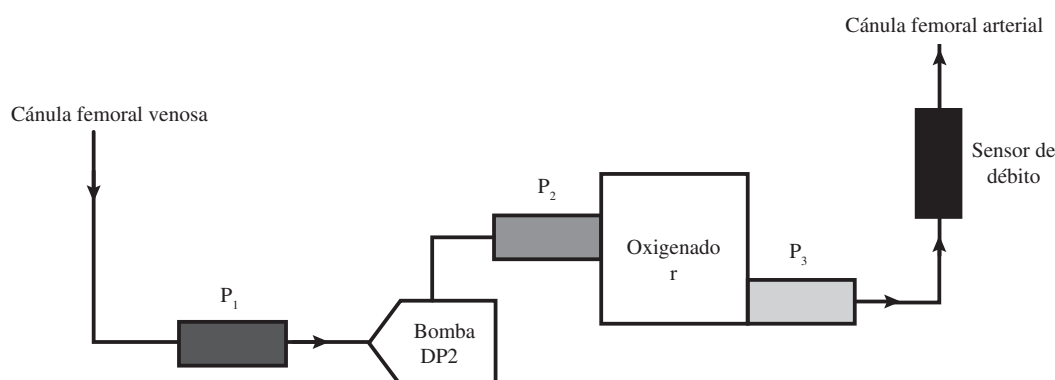 Cánula femoral arterial
Cánula femoral venosa
Sensor de
débito
P2
Oxigenado
r
P3
P1
Bomba
DP2